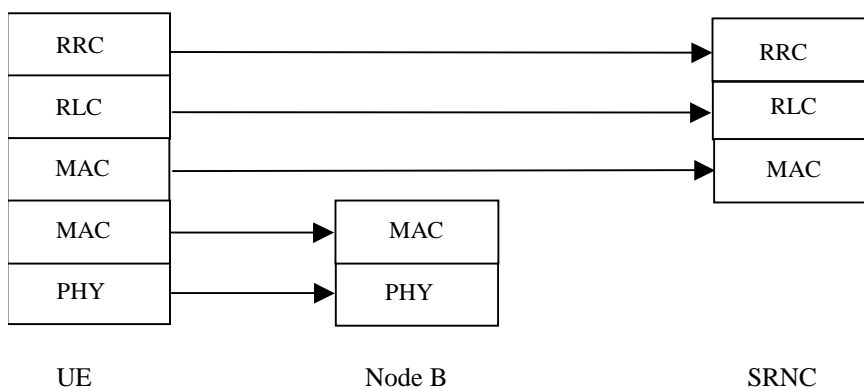 RRC RRC
RLC RLC
MAC MAC
MAC MAC
PHY PHY
UE Node B SRNC